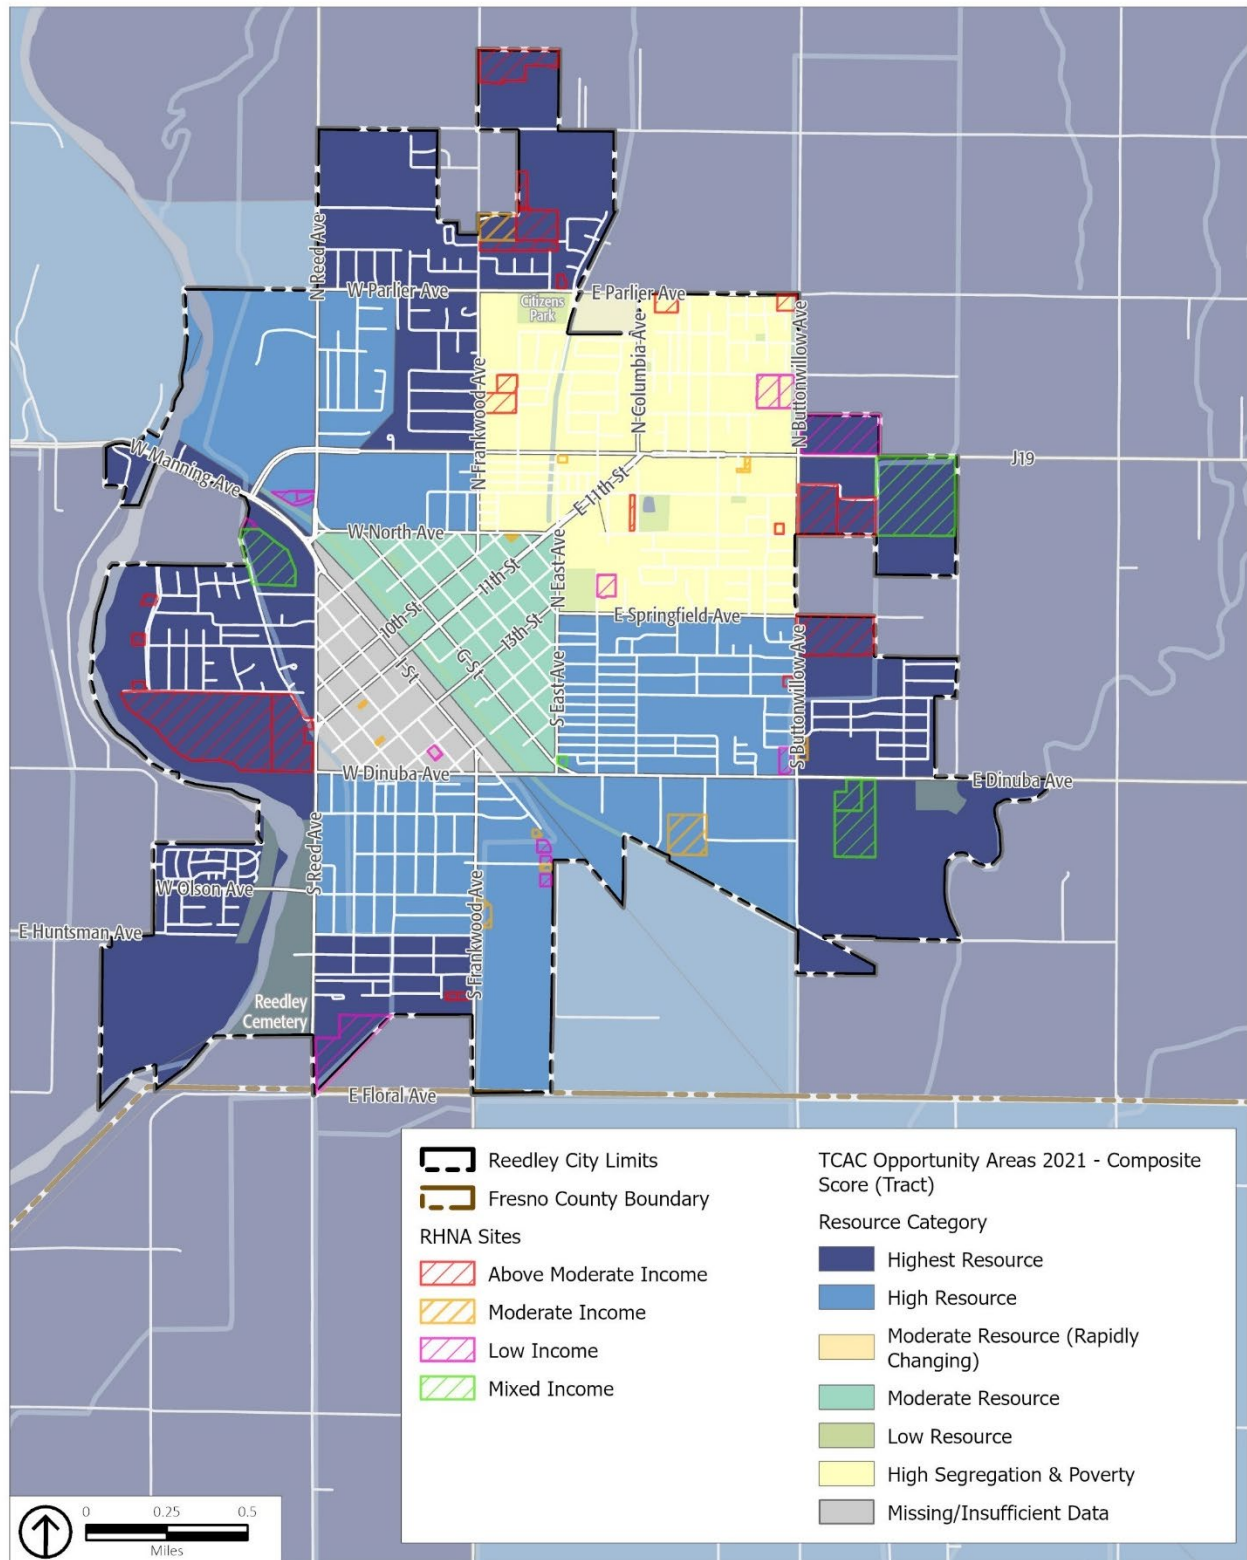 N Reed Ave
W Parlier Ave
Citizens
Park
E Parlier Ave
N Columbia Ave
N Frankwood Ave
N Buttonwillow Ave
W Manning Ave
J19
E 11th St
W North Ave
11th St
10th St
N East Ave
13th St
E Springfield Ave
I St
G St
S East Ave
S Buttonwillow Ave
W Dinuba Ave
E Dinuba Ave
S Reed Ave
W Olson Ave
S Frankwood Ave
E Huntsman Ave
Reedley
Cemetery
E Floral Ave
Reedley City Limits
Fresno County Boundary
RHNA Sites
Above Moderate Income
Moderate Income
Low Income
Mixed Income
TCAC Opportunity Areas 2021 - Composite
Score (Tract)
Resource Category
Highest Resource
High Resource
Moderate Resource (Rapidly
Changing)
Moderate Resource
Low Resource
High Segregation & Poverty
Missing/Insufficient Data
0 0.25 0.5
Miles